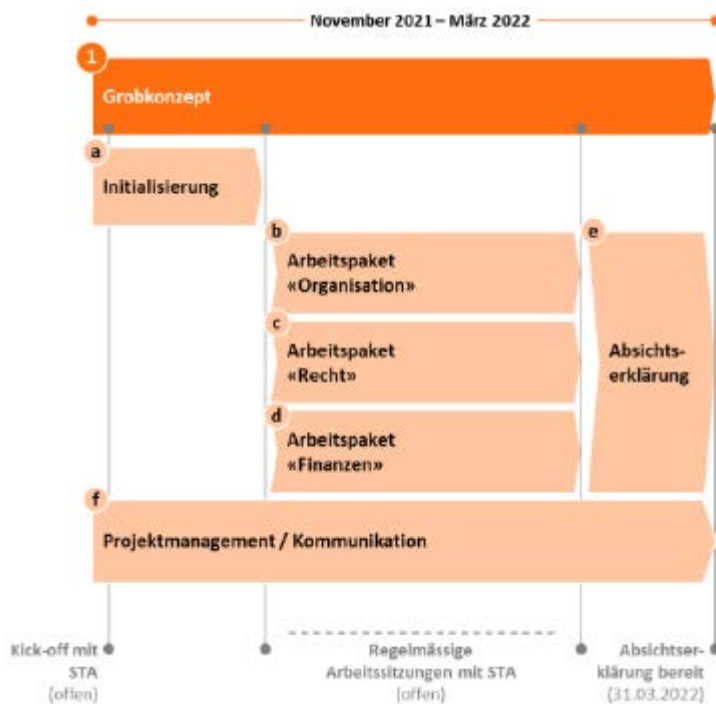 November 2021 – März 2022
1
Grobkonzept
a
Initialisierung
b
Arbeitspaket
«Organisation»
e
c
Arbeitspaket
«Recht»
Absichts-
erklärung
d
Arbeitspaket
«Finanzen»
f
Projektmanagement / Kommunikation
Kick-off mit
STA
(offen)
Regelmässige
Arbeitssitzungen mit STA
(offen)
Absichtser-
klärung bereit
(31.03.2022)